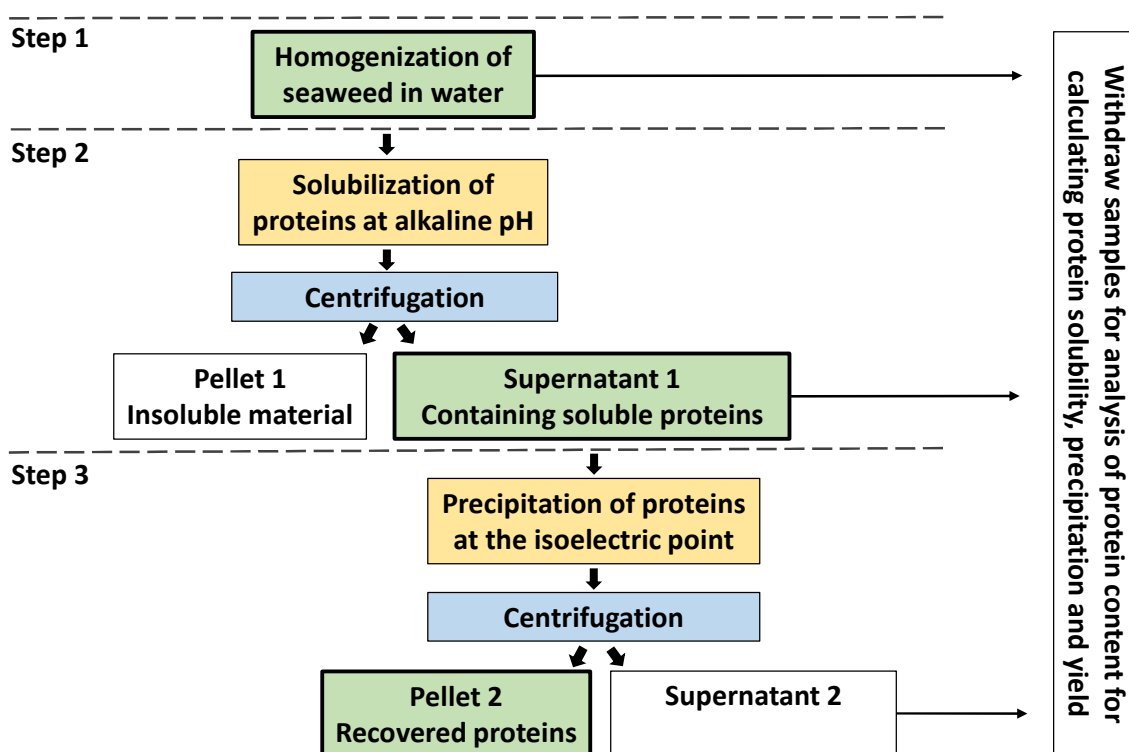 Step 1
Homogenization of
seaweed in water
Step 2
Solubilization of
proteins at alkaline pH
Centrifugation
Pellet 1
Insoluble material
Supernatant 1
Containing soluble proteins
Step 3
Precipitation of proteins
at the isoelectric point
Centrifugation
Pellet 2
Recovered proteins
Supernatant 2
Withdraw samples for analysis of protein content for
calculating protein solubility, precipitation and yield